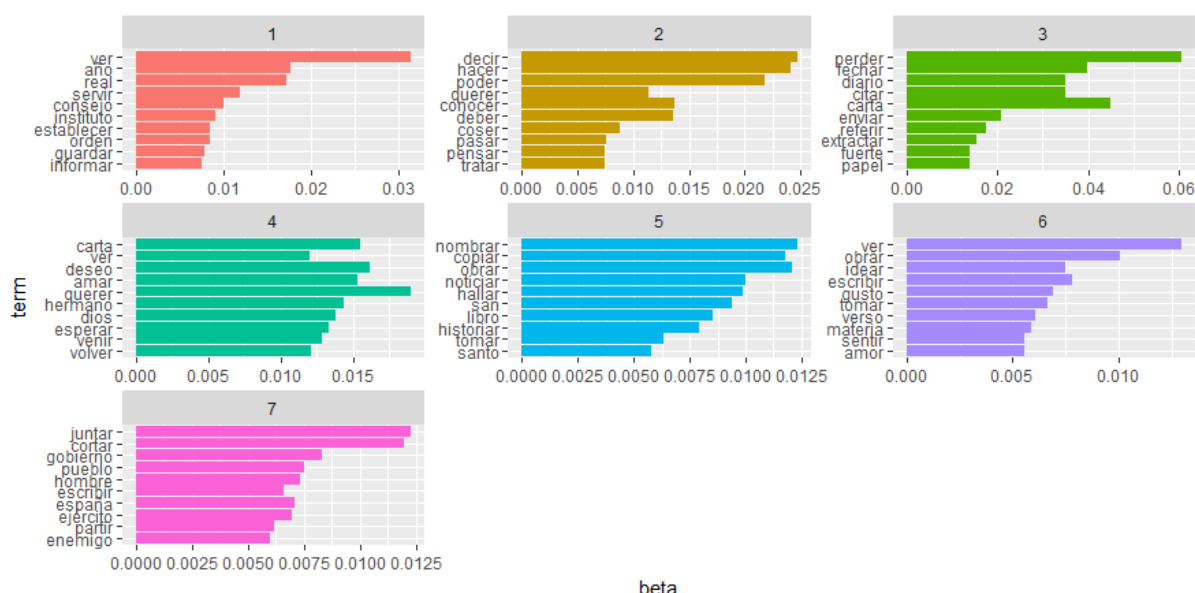 1
ver
año
real
servir
consejo
instituto
establecer
orden
guardar
informar
0.00 0.01 0.02 0.03
2
decir
hacer
poder
querer
conocer
deber
coser
pasar
pensar
tratar
0.000 0.005 0.010 0.015 0.020 0.025
3
perder
fechar
diario
citar
carta
enviar
referir
extractar
fuerte
papel
0.00 0.02 0.04 0.06
4
carta
ver
deseo
amar
querer
hermano
dios
esperar
venir
volver
0.000 0.005 0.010 0.015
5
nombrar
copiar
obrar
noticiar
hallar
san
libro
historiar
tomar
santo
0.0000 0.0025 0.0050 0.0075 0.0100 0.0125
6
ver
obrar
idear
escribir
gusto
tomar
verso
materia
sentir
amor
0.000 0.005 0.010
7
juntar
cortar
gobierno
pueblo
hombre
escribir
españa
ejército
partir
enemigo
0.0000 0.0025 0.0050 0.0075 0.0100 0.0125
term
beta